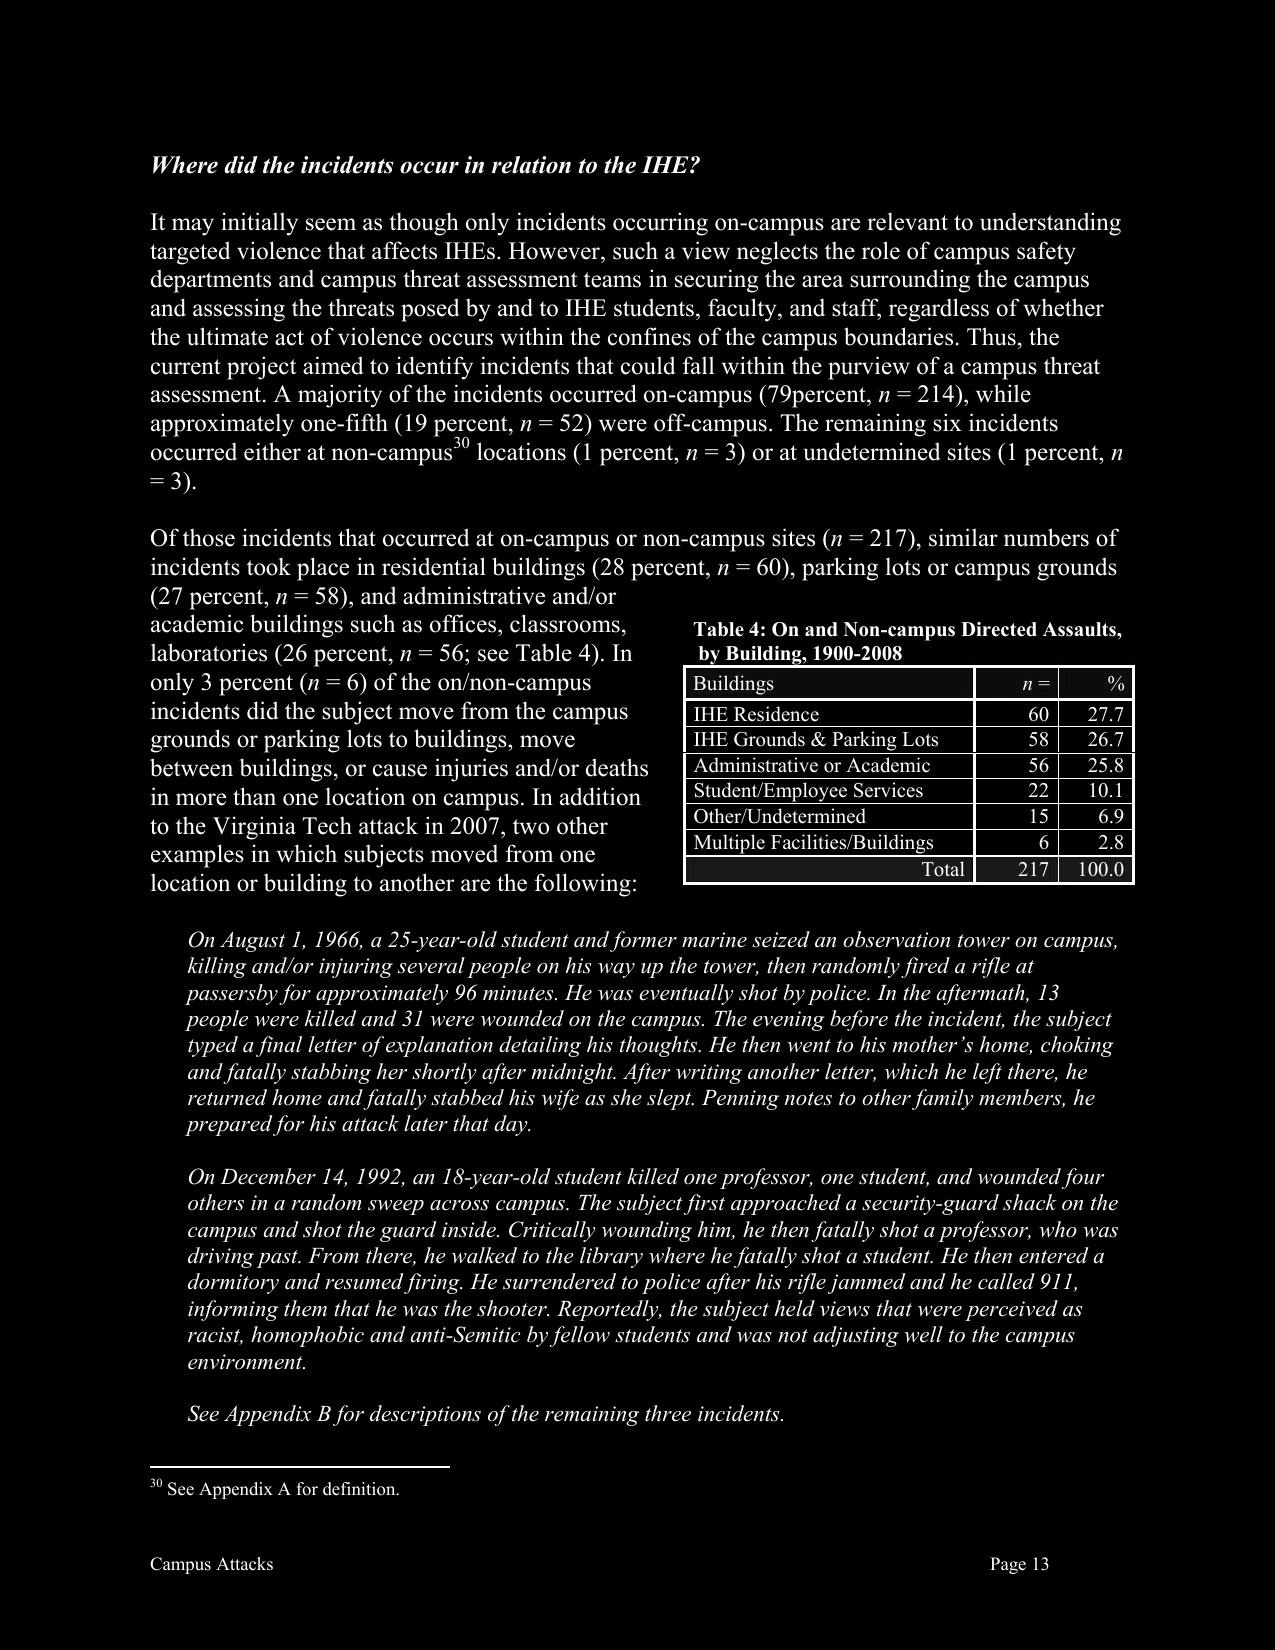 Where did the incidents occur in relation to the IHE?
It may initially seem as though only incidents occurring on-campus are relevant to understanding
targeted violence that affects IHEs. However, such a view neglects the role of campus safety
departments and campus threat assessment teams in securing the area surrounding the campus
and assessing the threats posed by and to IHE students, faculty, and staff, regardless of whether
the ultimate act of violence occurs within the confines of the campus boundaries. Thus, the
current project aimed to identify incidents that could fall within the purview of a campus threat
assessment. A majority of the incidents occurred on-campus (79percent, n = 214), while
approximately one-fifth (19 percent, n = 52) were off-campus. The remaining six incidents
occurred either at non-campus30 locations (1 percent, n = 3) or at undetermined sites (1 percent, n
= 3).
Of those incidents that occurred at on-campus or non-campus sites (n = 217), similar numbers of
incidents took place in residential buildings (28 percent, n = 60), parking lots or campus grounds
(27 percent, n = 58), and administrative and/or
academic buildings such as offices, classrooms,
laboratories (26 percent, n = 56; see Table 4). In
only 3 percent (n = 6) of the on/non-campus
incidents did the subject move from the campus
grounds or parking lots to buildings, move
between buildings, or cause injuries and/or deaths
in more than one location on campus. In addition
to the Virginia Tech attack in 2007, two other
examples in which subjects moved from one
location or building to another are the following:
Table 4: On and Non-campus Directed Assaults,
by Building, 1900-2008
Buildings n = %
IHE Residence 60 27.7
IHE Grounds & Parking Lots 58 26.7
Administrative or Academic 56 25.8
Student/Employee Services 22 10.1
Other/Undetermined 15 6.9
Multiple Facilities/Buildings 6 2.8
Total 217 100.0
On August 1, 1966, a 25-year-old student and former marine seized an observation tower on campus,
killing and/or injuring several people on his way up the tower, then randomly fired a rifle at
passersby for approximately 96 minutes. He was eventually shot by police. In the aftermath, 13
people were killed and 31 were wounded on the campus. The evening before the incident, the subject
typed a final letter of explanation detailing his thoughts. He then went to his mother’s home, choking
and fatally stabbing her shortly after midnight. After writing another letter, which he left there, he
returned home and fatally stabbed his wife as she slept. Penning notes to other family members, he
prepared for his attack later that day.
On December 14, 1992, an 18-year-old student killed one professor, one student, and wounded four
others in a random sweep across campus. The subject first approached a security-guard shack on the
campus and shot the guard inside. Critically wounding him, he then fatally shot a professor, who was
driving past. From there, he walked to the library where he fatally shot a student. He then entered a
dormitory and resumed firing. He surrendered to police after his rifle jammed and he called 911,
informing them that he was the shooter. Reportedly, the subject held views that were perceived as
racist, homophobic and anti-Semitic by fellow students and was not adjusting well to the campus
environment.
See Appendix B for descriptions of the remaining three incidents.
30 See Appendix A for definition.
Campus Attacks Page 13